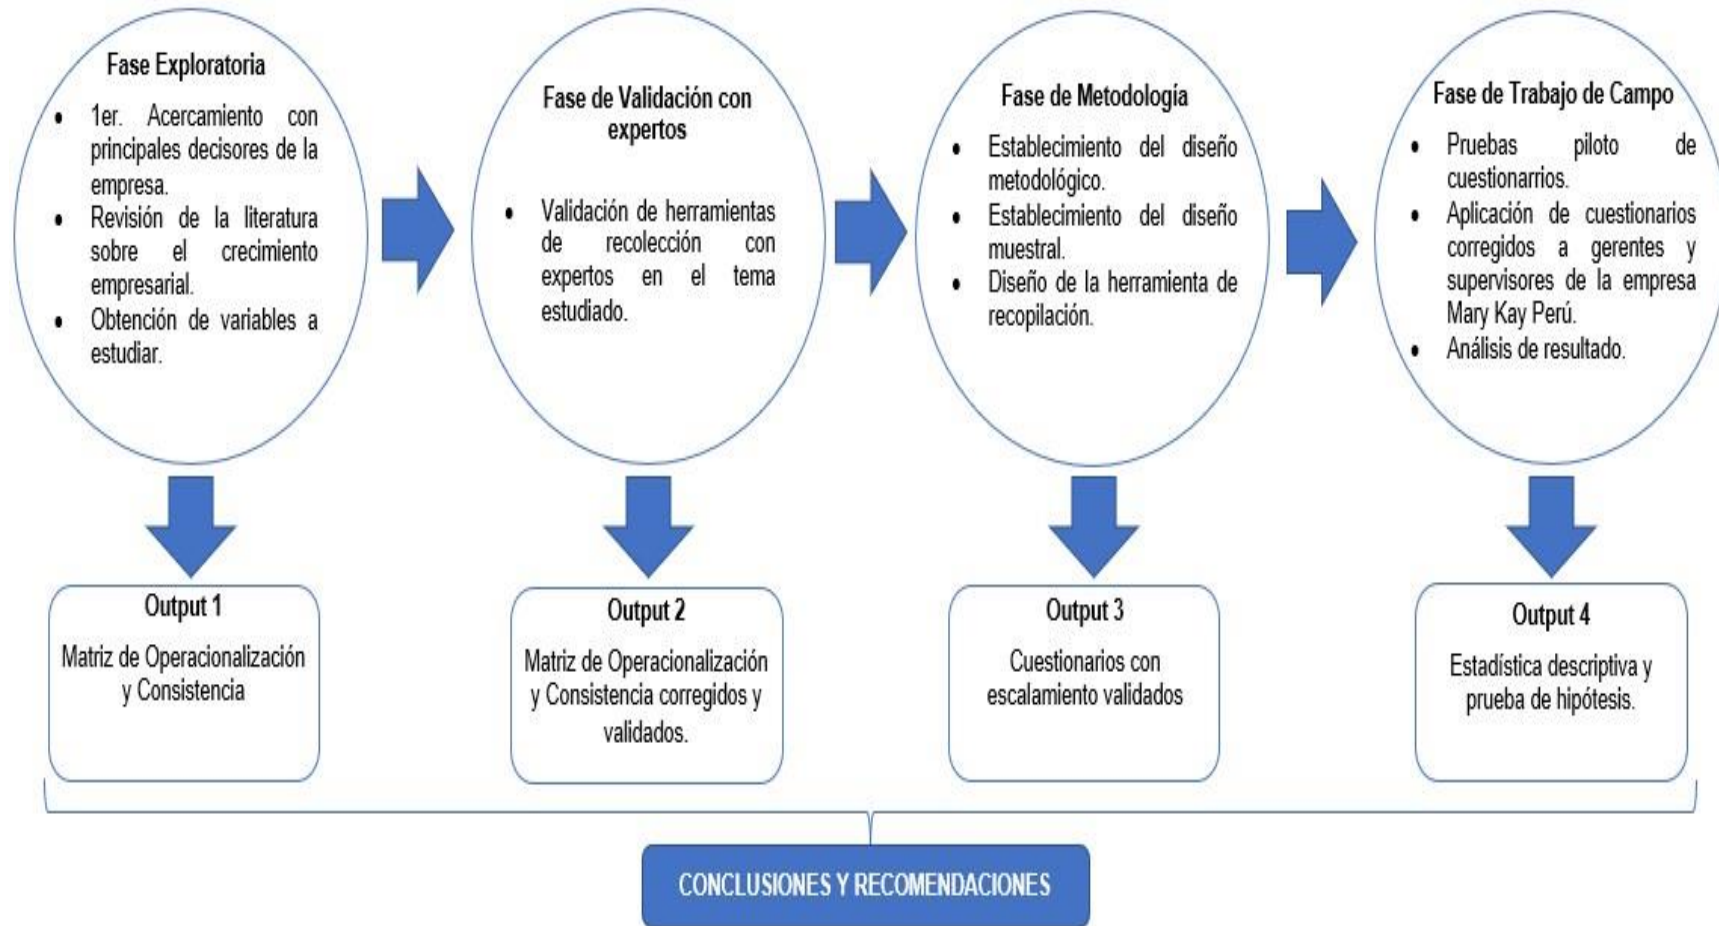 Fase Exploratoria
• 1er. Acercamiento con
principales decisores de la
empresa.
• Revisión de la literatura
sobre el crecimiento
empresarial.
• Obtención de variables a
estudiar.
Fase de Validación con
expertos
• Validación de herramientas
de recolección con
expertos en el tema
estudiado.
Fase de Metodología
• Establecimiento del diseño
metodológico.
• Establecimiento del diseño
muestral.
• Diseño de la herramienta de
recopilación.
Fase de Trabajo de Campo
• Pruebas piloto de
cuestionarrios.
• Aplicación de cuestionarios
corregidos a gerentes y
supervisores de la empresa
Mary Kay Perú.
• Análisis de resultado.
Output 1
Matriz de Operacionalización
y Consistencia
Output 2
Matriz de Operacionalización
y Consistencia corregidos y
validados.
Output 3
Cuestionarios con
escalamiento validados
Output 4
Estadística descriptiva y
prueba de hipótesis.
CONCLUSIONES Y RECOMENDACIONES